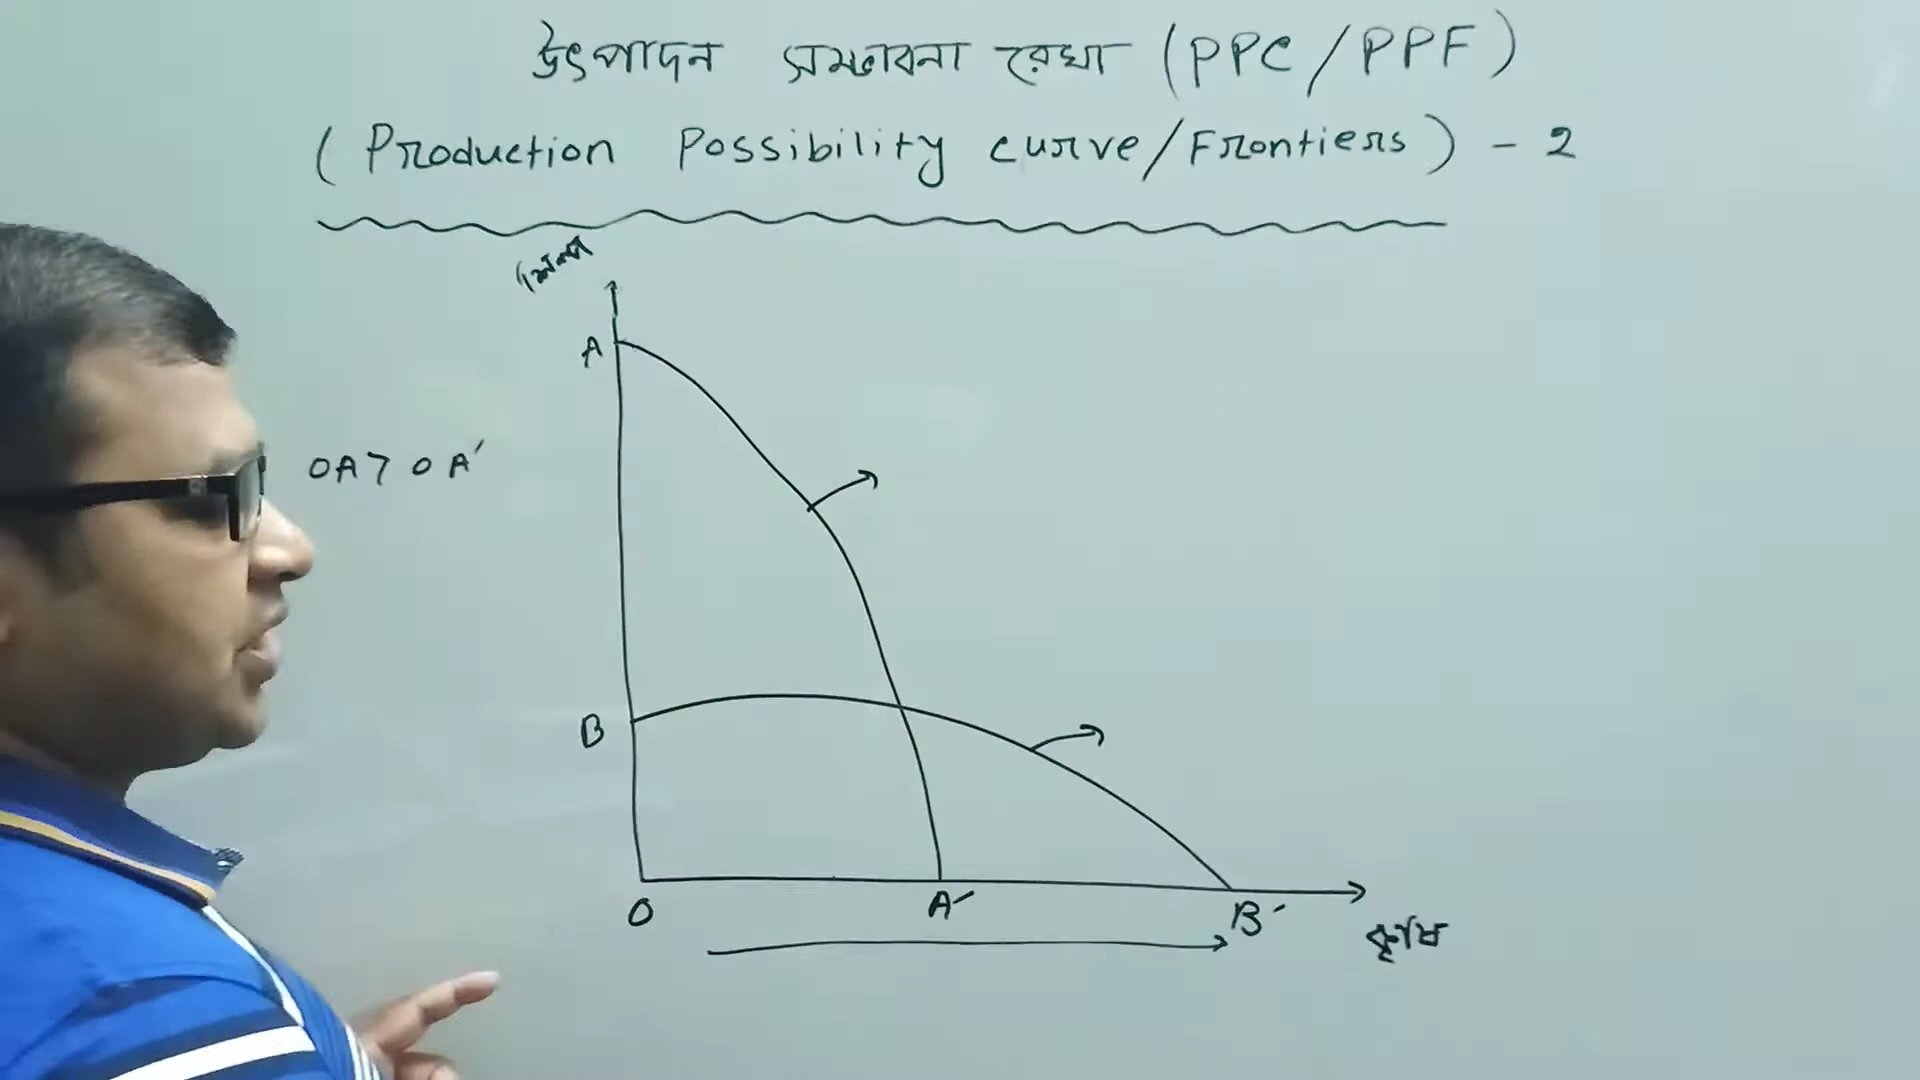 উৎপাদন সম্ভাবনা রেখা (PPC/PPF)
(Production Possibility curve/Frontiers) - 2
শিল্প
A
OA > OA′
B
O
A′
B′
কৃষি